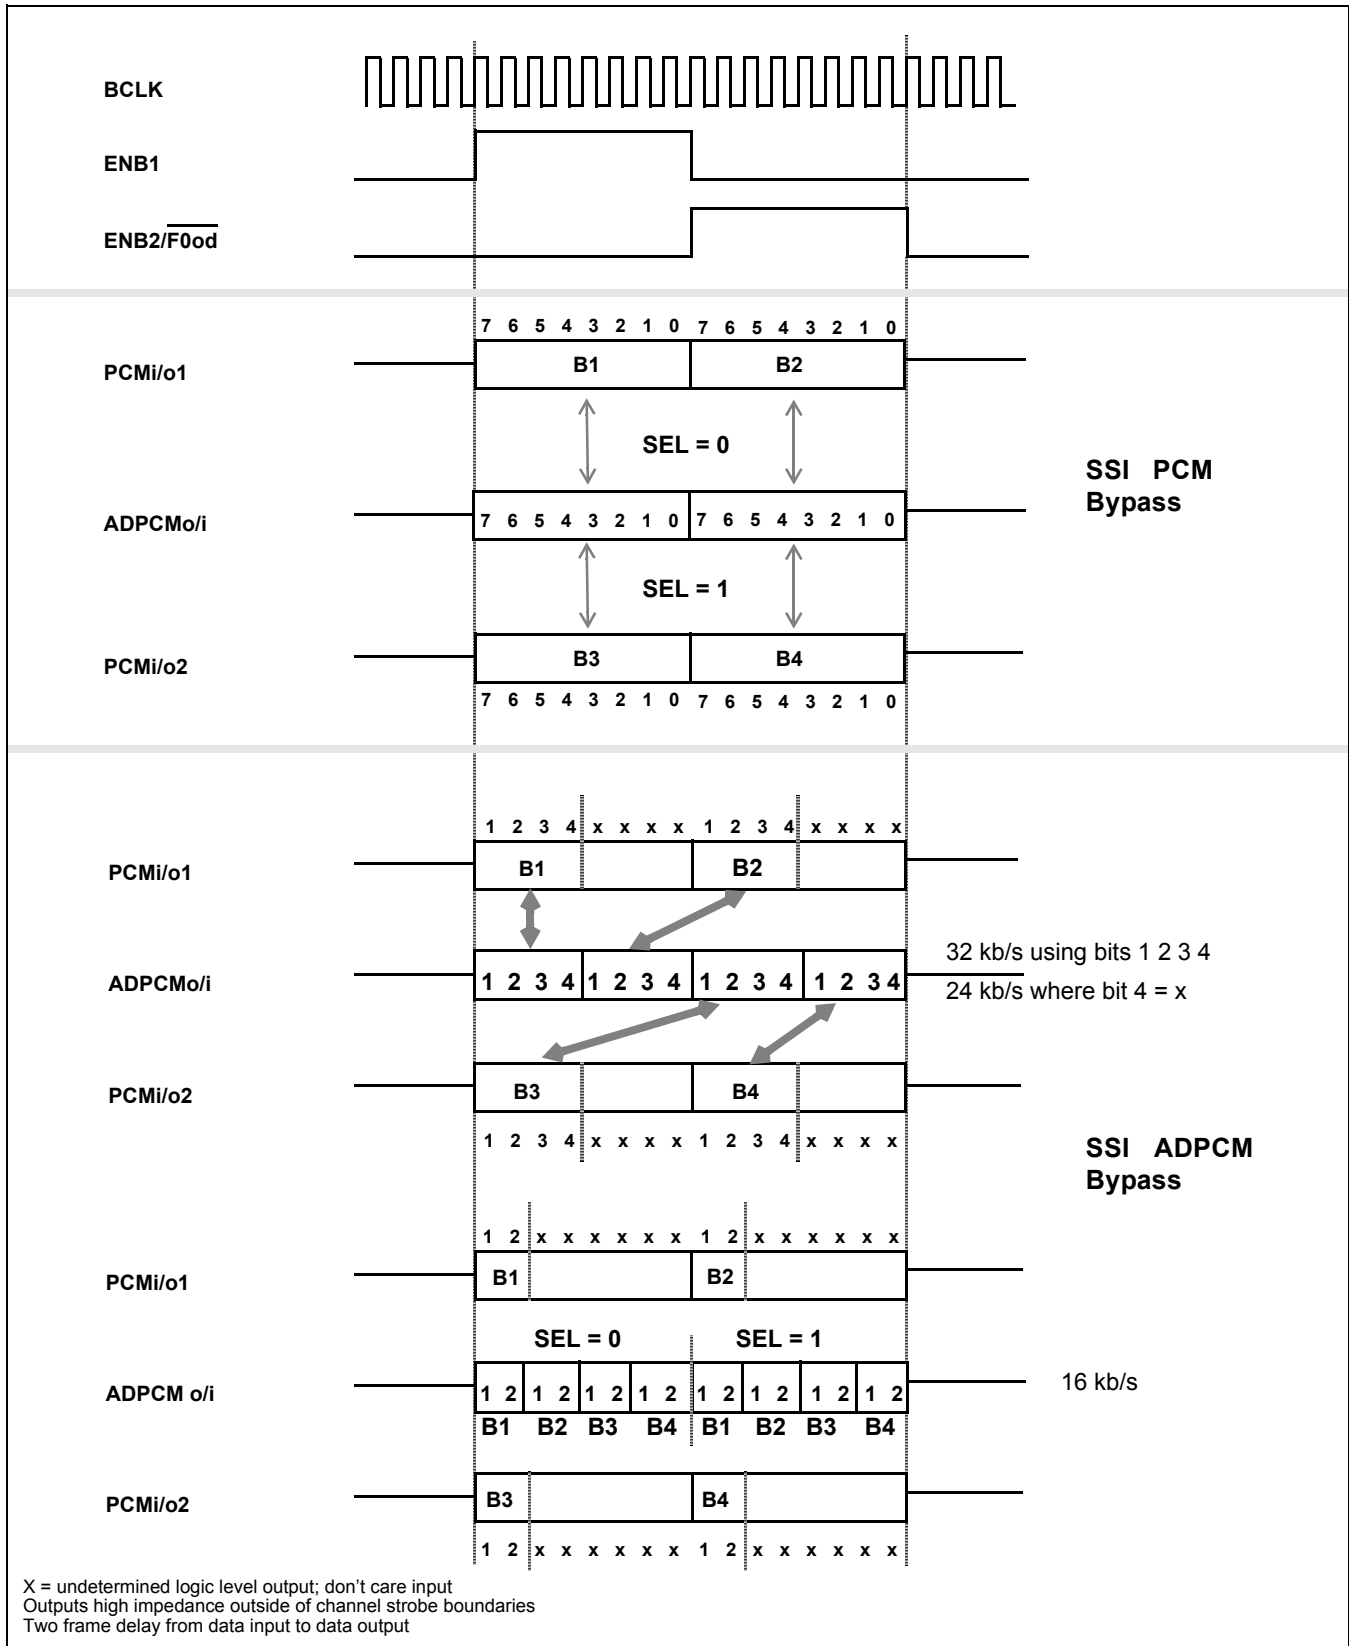 BCLK
ENB1
ENB2/F0od
7 6 5 4 3 2 1 0 7 6 5 4 3 2 1 0
PCMi/o1
B1 B2
SEL = 0
SSI PCM
Bypass
ADPCMo/i
7 6 5 4 3 2 1 0 7 6 5 4 3 2 1 0
SEL = 1
PCMi/o2
B3 B4
7 6 5 4 3 2 1 0 7 6 5 4 3 2 1 0
1 2 3 4 x x x x 1 2 3 4 x x x x
PCMi/o1
B1 B2
32 kb/s using bits 1 2 3 4
ADPCMo/i
1 2 3 4 1 2 3 4 1 2 3 4 1 2 3 4
24 kb/s where bit 4 = x
PCMi/o2
B3 B4
1 2 3 4 x x x x 1 2 3 4 x x x x
SSI ADPCM
Bypass
1 2 x x x x x x 1 2 x x x x x x
PCMi/o1
B1 B2
SEL = 0 SEL = 1
ADPCM o/i
1 2 1 2 1 2 1 2 1 2 1 2 1 2 1 2
16 kb/s
B1 B2 B3 B4 B1 B2 B3 B4
PCMi/o2
B3 B4
1 2 x x x x x x 1 2 x x x x x x
X = undetermined logic level output; don't care input
Outputs high impedance outside of channel strobe boundaries
Two frame delay from data input to data output